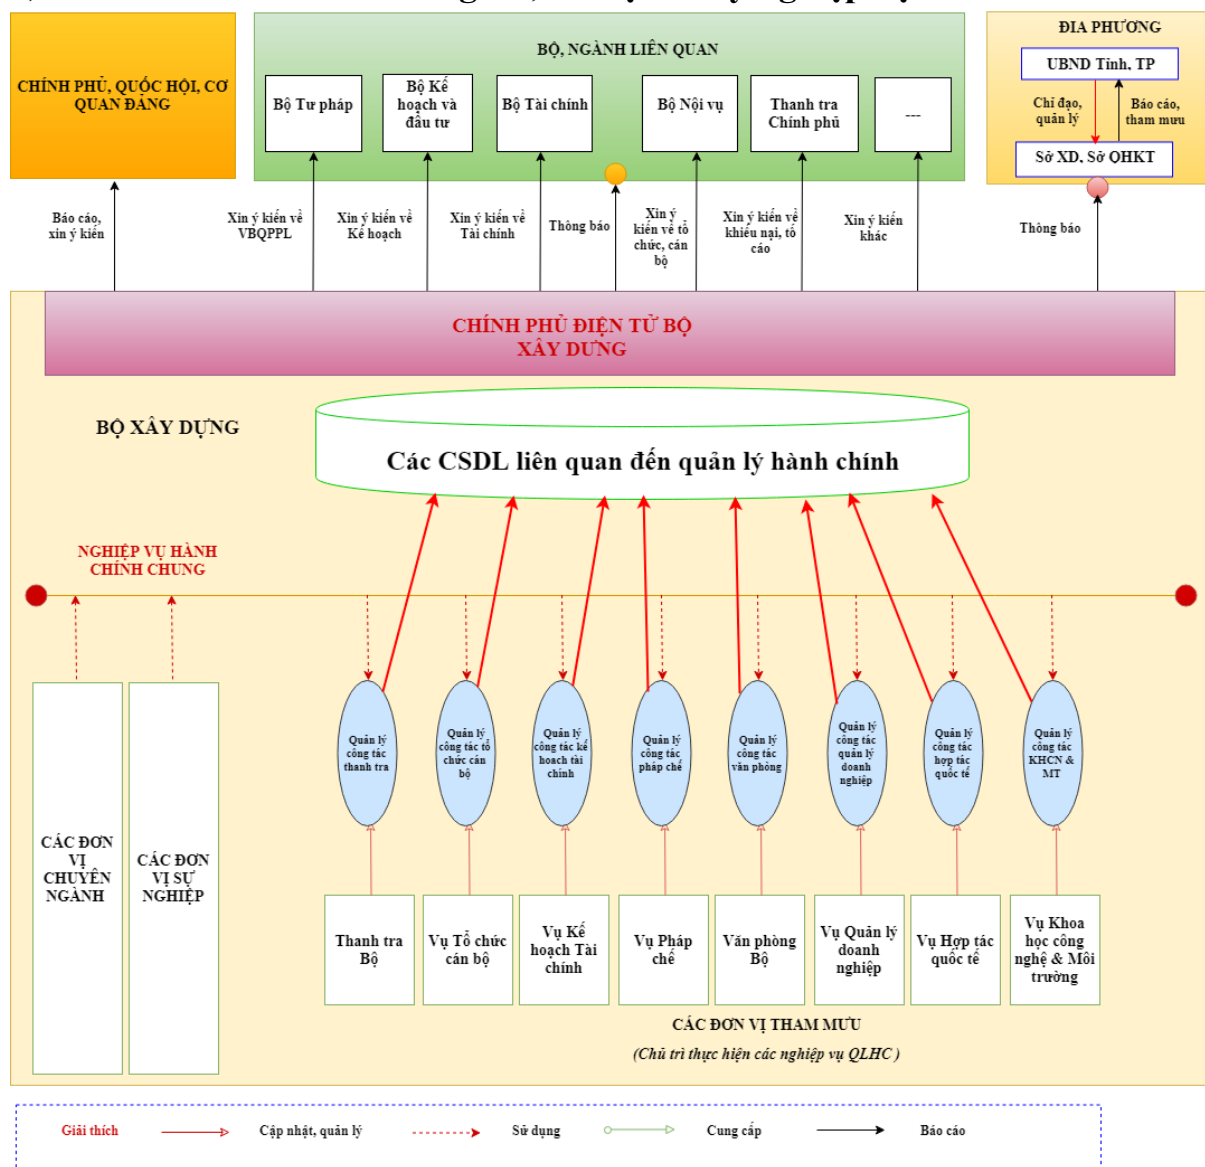 CHÍNH PHỦ, QUỐC HỘI, CƠ
QUAN ĐẢNG
BỘ, NGÀNH LIÊN QUAN
Bộ Tư pháp
Bộ Kế
hoạch và
đầu tư
Bộ Tài chính
Bộ Nội vụ
Thanh tra
Chính phủ
---
ĐIA PHƯƠNG
UBND Tỉnh, TP
Chỉ đạo,
quản lý
Báo cáo,
tham mưu
Sở XD, Sở QHKT
Báo cáo,
xin ý kiến
Xin ý kiến về
VBQPPL
Xin ý kiến về
Kế hoạch
Xin ý kiến về
Tài chính
Thông báo
Xin ý
kiến về tổ
chức, cán
bộ
Xin ý kiến về
khiếu nại, tố
cáo
Xin ý kiến
khác
Thông báo
CHÍNH PHỦ ĐIỆN TỬ BỘ
XÂY DƯNG
BỘ XÂY DỰNG
Các CSDL liên quan đến quản lý hành chính
NGHIỆP VỤ HÀNH
CHÍNH CHUNG
Quản lý
công tác
thanh tra
Quản lý
công tác tổ
chức cán
bộ
Quản lý
công tác kế
hoach tài
chính
Quản lý
công tác
pháp chế
Quản lý
công tác
văn phòng
Quản lý
công tác
quản lý
doanh
nghiệp
Quản lý
công tác
hợp tác
quốc tế
Quản lý
công tác
KHCN &
MT
CÁC ĐƠN
VỊ
CHUYÊN
NGÀNH
CÁC ĐƠN
VỊ SỰ
NGHIỆP
Thanh tra
Bộ
Vụ Tổ chức
cán bộ
Vụ Kế
hoạch Tài
chính
Vụ Pháp
chế
Văn phòng
Bộ
Vụ Quản lý
doanh
nghiệp
Vụ Hợp tác
quốc tế
Vụ Khoa
học công
nghệ & Môi
trường
CÁC ĐƠN VỊ THAM MƯU
(Chủ trì thực hiện các nghiệp vụ QLHC )
Giải thích
Cập nhật, quản lý
Sử dụng
Cung cấp
Báo cáo